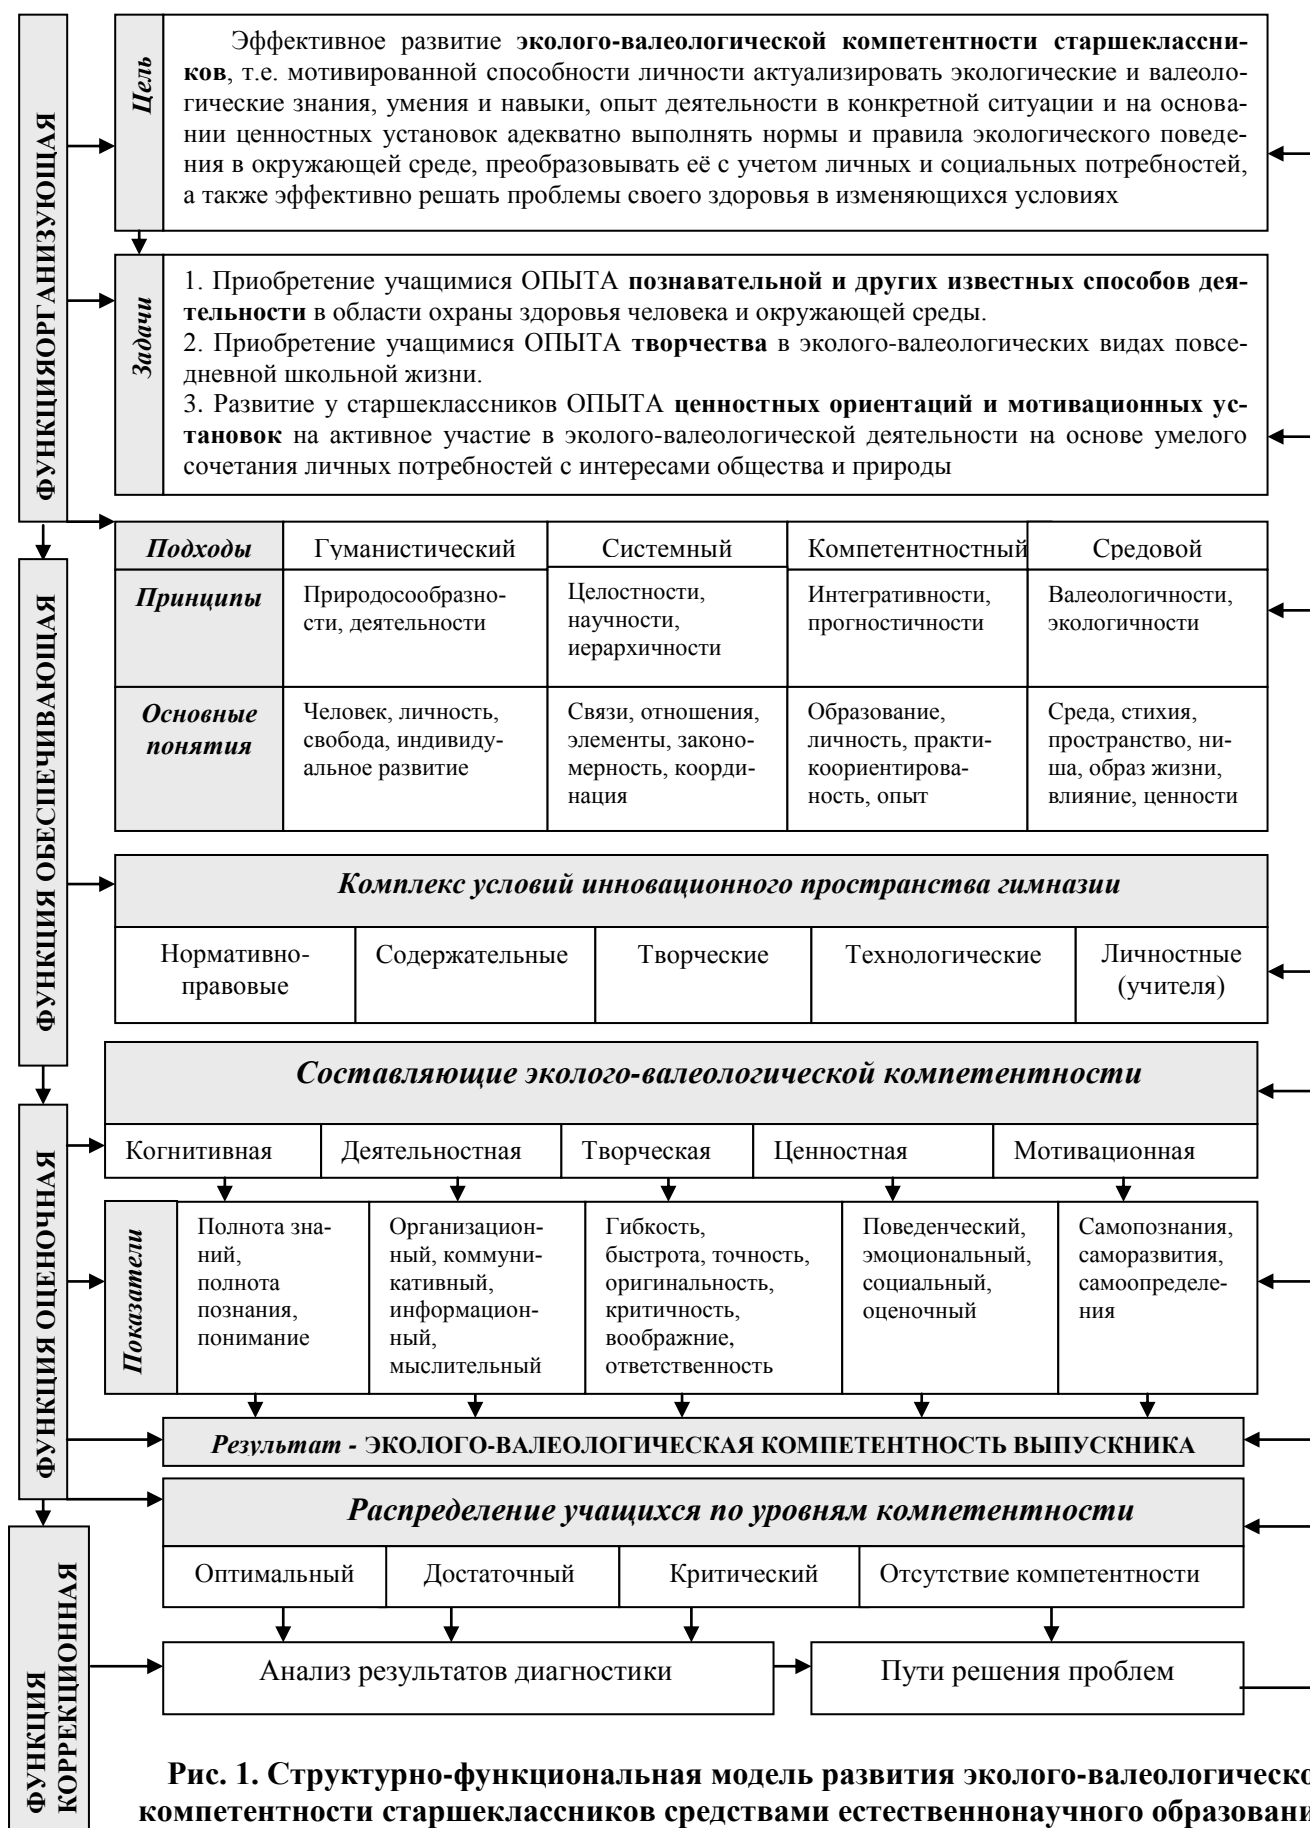 ФУНКЦИЯОРГАНИЗУЮЩАЯ
Цель
Эффективное развитие эколого-валеологической компетентности старшеклассни-
ков, т.е. мотивированной способности личности актуализировать экологические и валеоло-
гические знания, умения и навыки, опыт деятельности в конкретной ситуации и на основа-
нии ценностных установок адекватно выполнять нормы и правила экологического поведе-
ния в окружающей среде, преобразовывать её с учетом личных и социальных потребностей,
а также эффективно решать проблемы своего здоровья в изменяющихся условиях
Задачи
1. Приобретение учащимися ОПЫТА познавательной и других известных способов дея-
тельности в области охраны здоровья человека и окружающей среды.
2. Приобретение учащимися ОПЫТА творчества в эколого-валеологических видах повсе-
дневной школьной жизни.
3. Развитие у старшеклассников ОПЫТА ценностных ориентаций и мотивационных ус-
тановок на активное участие в эколого-валеологической деятельности на основе умелого
сочетания личных потребностей с интересами общества и природы
ФУНКЦИЯ ОБЕСПЕЧИВАЮЩАЯ
Подходы
Гуманистический
Системный
Компетентностный
Средовой
Принципы
Природосообразно-
сти, деятельности
Целостности,
научности,
иерархичности
Интегративности,
прогностичности
Валеологичности,
экологичности
Основные
понятия
Человек, личность,
свобода, индивиду-
альное развитие
Связи, отношения,
элементы, законо-
мерность, коорди-
нация
Образование,
личность, практи-
коориентирова-
ность, опыт
Среда, стихия,
пространство, ни-
ша, образ жизни,
влияние, ценности
Комплекс условий инновационного пространства гимназии
Нормативно-
правовые
Содержательные
Творческие
Технологические
Личностные
(учителя)
ФУНКЦИЯ ОЦЕНОЧНАЯ
Составляющие эколого-валеологической компетентности
Когнитивная
Деятельностная
Творческая
Ценностная
Мотивационная
Показатели
Полнота зна-
ний,
полнота
познания,
понимание
Организацион-
ный, коммуни-
кативный,
информацион-
ный,
мыслительный
Гибкость,
быстрота, точность,
оригинальность,
критичность,
воображние,
ответственность
Поведенческий,
эмоциональный,
социальный,
оценочный
Самопознания,
саморазвития,
самоопределе-
ния
Результат - ЭКОЛОГО-ВАЛЕОЛОГИЧЕСКАЯ КОМПЕТЕНТНОСТЬ ВЫПУСКНИКА
Распределение учащихся по уровням компетентности
Оптимальный
Достаточный
Критический
Отсутствие компетентности
ФУНКЦИЯ
КОРРЕКЦИОННАЯ
Анализ результатов диагностики
Пути решения проблем
Рис. 1. Структурно-функциональная модель развития эколого-валеологическо
компетентности старшеклассников средствами естественнонаучного образовани